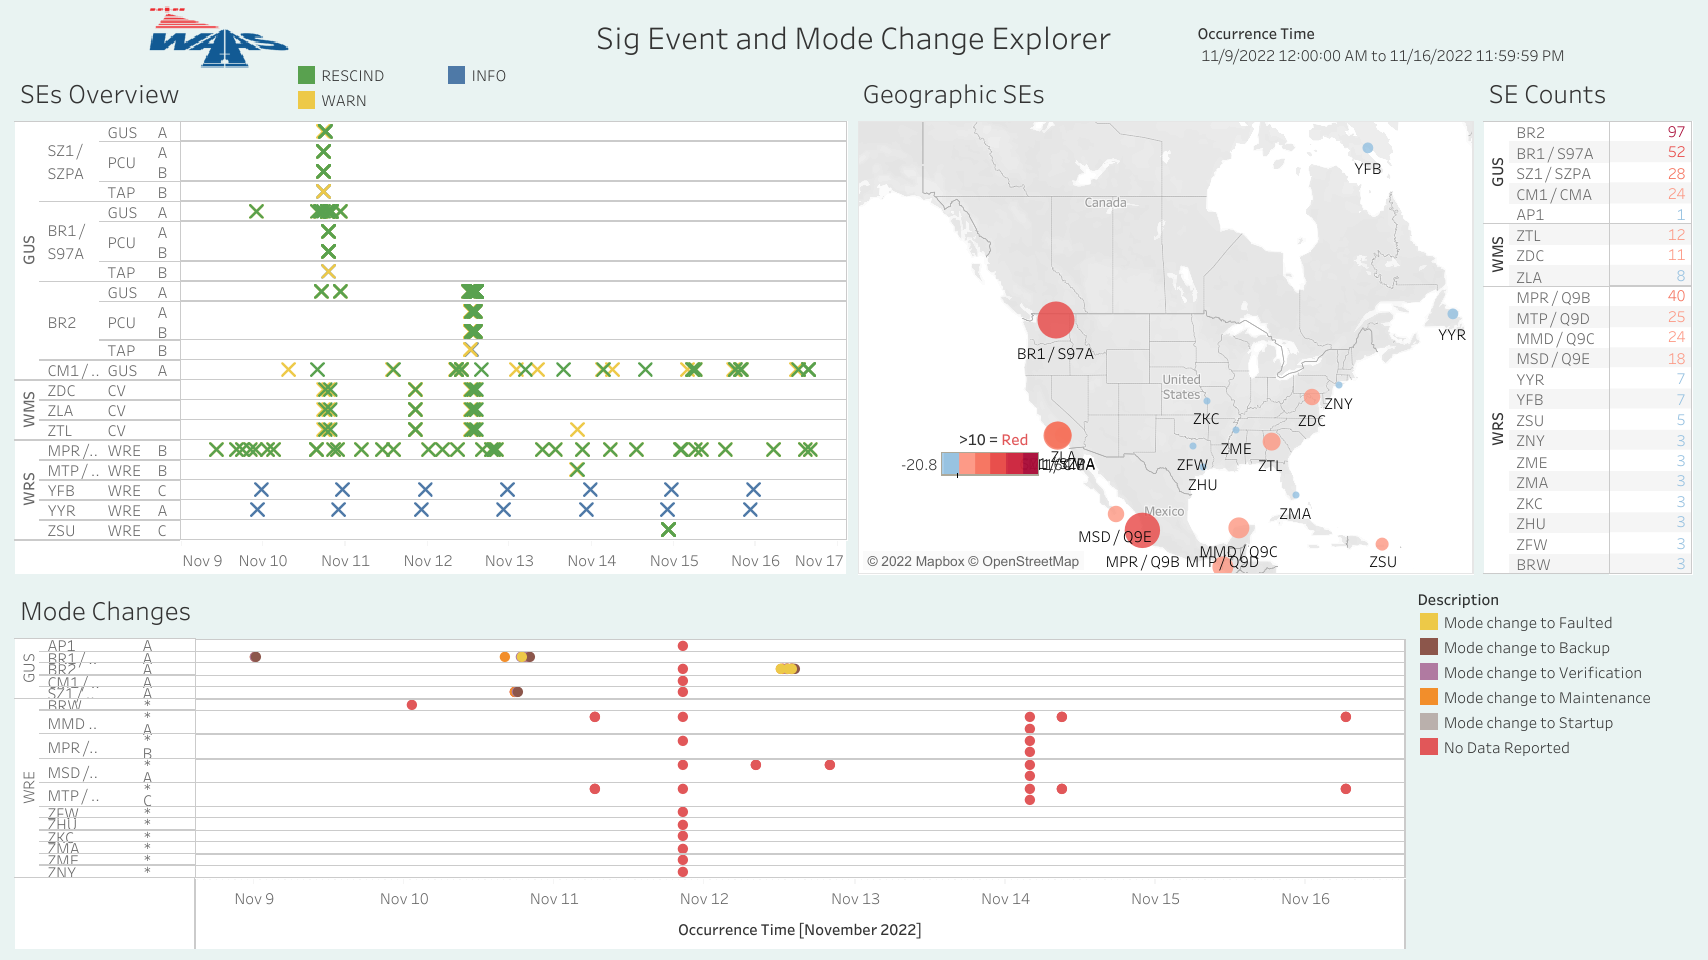 WAAS
Sig Event and Mode Change Explorer
Occurrence Time
11/9/2022 12:00:00 AM to 11/16/2022 11:59:59 PM
RESCIND
INFO
WARN
SEs Overview
GUS
SZ1 / SZPA
GUS A
PCU A
B
TAP B
BR1 / S97A
GUS A
PCU A
B
TAP B
BR2
GUS A
PCU A
B
TAP B
CM1 / .. GUS A
WMS
ZDC CV
ZLA CV
ZTL CV
WRS
MPR /.. WRE B
MTP /.. WRE B
YFB WRE C
YYR WRE A
ZSU WRE C
Nov 9 Nov 10 Nov 11 Nov 12 Nov 13 Nov 14 Nov 15 Nov 16 Nov 17
Geographic SEs
YFB
Canada
YYR
BR1 / S97A
United States
ZNY
ZKC
ZDC
>10 = Red
-20.8
ZLA
ZME
ZFW
ZTL
ZHU
ZMA
Mexico
MSD / Q9E
MMD / Q9C
MPR / Q9B
MTP / Q9D
ZSU
© 2022 Mapbox © OpenStreetMap
SE Counts
GUS
BR2 97
BR1 / S97A 52
SZ1 / SZPA 28
CM1 / CMA 24
AP1 1
WMS
ZTL 12
ZDC 11
ZLA 8
WRS
MPR / Q9B 40
MTP / Q9D 25
MMD / Q9C 24
MSD / Q9E 18
YYR 7
YFB 7
ZSU 5
ZNY 3
ZME 3
ZMA 3
ZKC 3
ZHU 3
ZFW 3
BRW 3
Mode Changes
GUS
AP1 A
BR1 / .. A
BR2 A
CM1 / .. A
SZ1 / .. A
WRE
BRW *
MMD .. *
A
MPR /.. *
B
MSD /.. *
A
MTP / .. *
C
ZFW *
ZHU *
ZKC *
ZMA *
ZME *
ZNY *
Nov 9 Nov 10 Nov 11 Nov 12 Nov 13 Nov 14 Nov 15 Nov 16
Occurrence Time [November 2022]
Description
Mode change to Faulted
Mode change to Backup
Mode change to Verification
Mode change to Maintenance
Mode change to Startup
No Data Reported